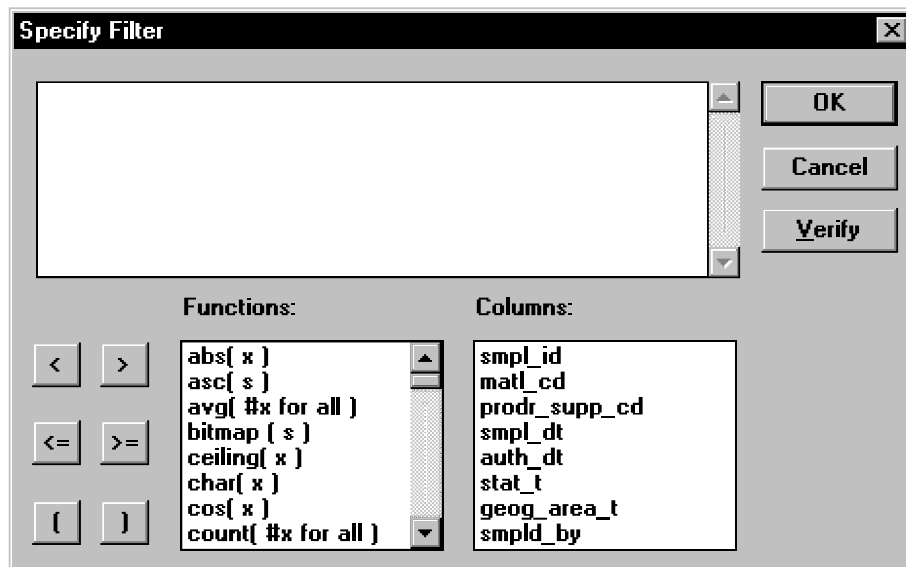 Specify Filter
OK
Cancel
Verify
Functions:
Columns:
< >
<= >=
( )
abs( x )
asc( s )
avg( #x for all )
bitmap ( s )
ceiling( x )
char( x )
cos( x )
count( #x for all )
smpl_id
matl_cd
prodr_supp_cd
smpl_dt
auth_dt
stat_t
geog_area_t
smpld_by